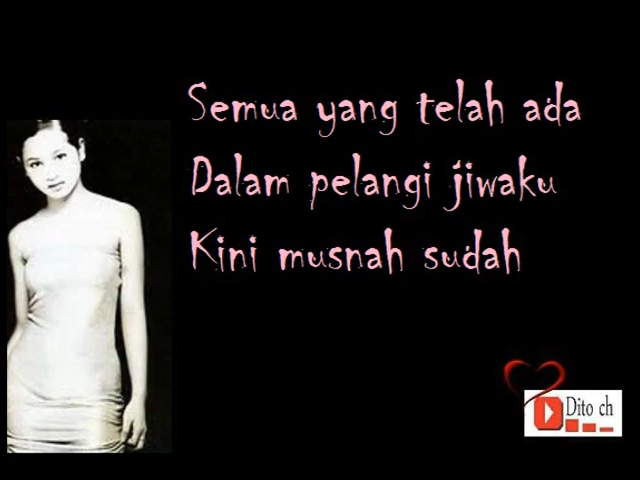 Semua yang telah ada
Dalam pelangi jiwaku
Kini musnah sudah
Dito ch